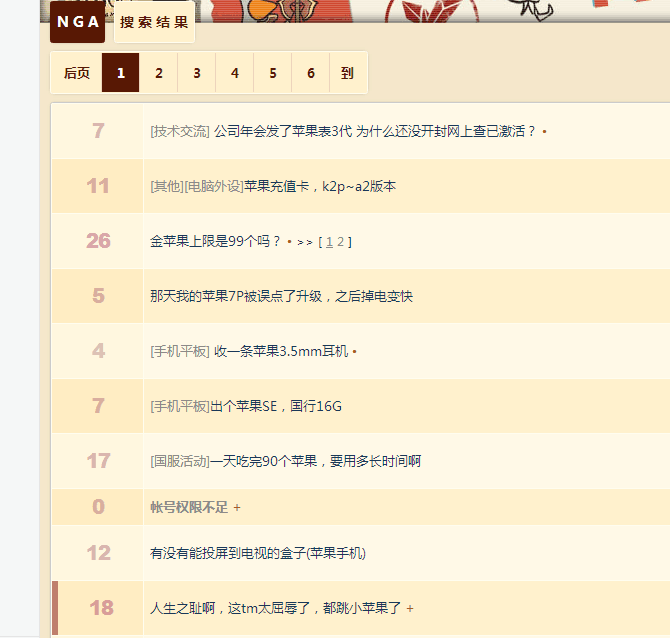 NGA 搜索结果
后页 1 2 3 4 5 6 到
7 [技术交流] 公司年会发了苹果表3代 为什么还没开封网上查已激活？ •
11 [其他][电脑外设]苹果充值卡，k2p~a2版本
26 金苹果上限是99个吗？ • >> [ 1 2 ]
5 那天我的苹果7P被误点了升级，之后掉电变快
4 [手机平板] 收一条苹果3.5mm耳机 •
7 [手机平板]出个苹果SE，国行16G
17 [国服活动]一天吃完90个苹果，要用多长时间啊
0 帐号权限不足 +
12 有没有能投屏到电视的盒子(苹果手机)
18 人生之耻啊，这tm太屈辱了，都跳小苹果了 +